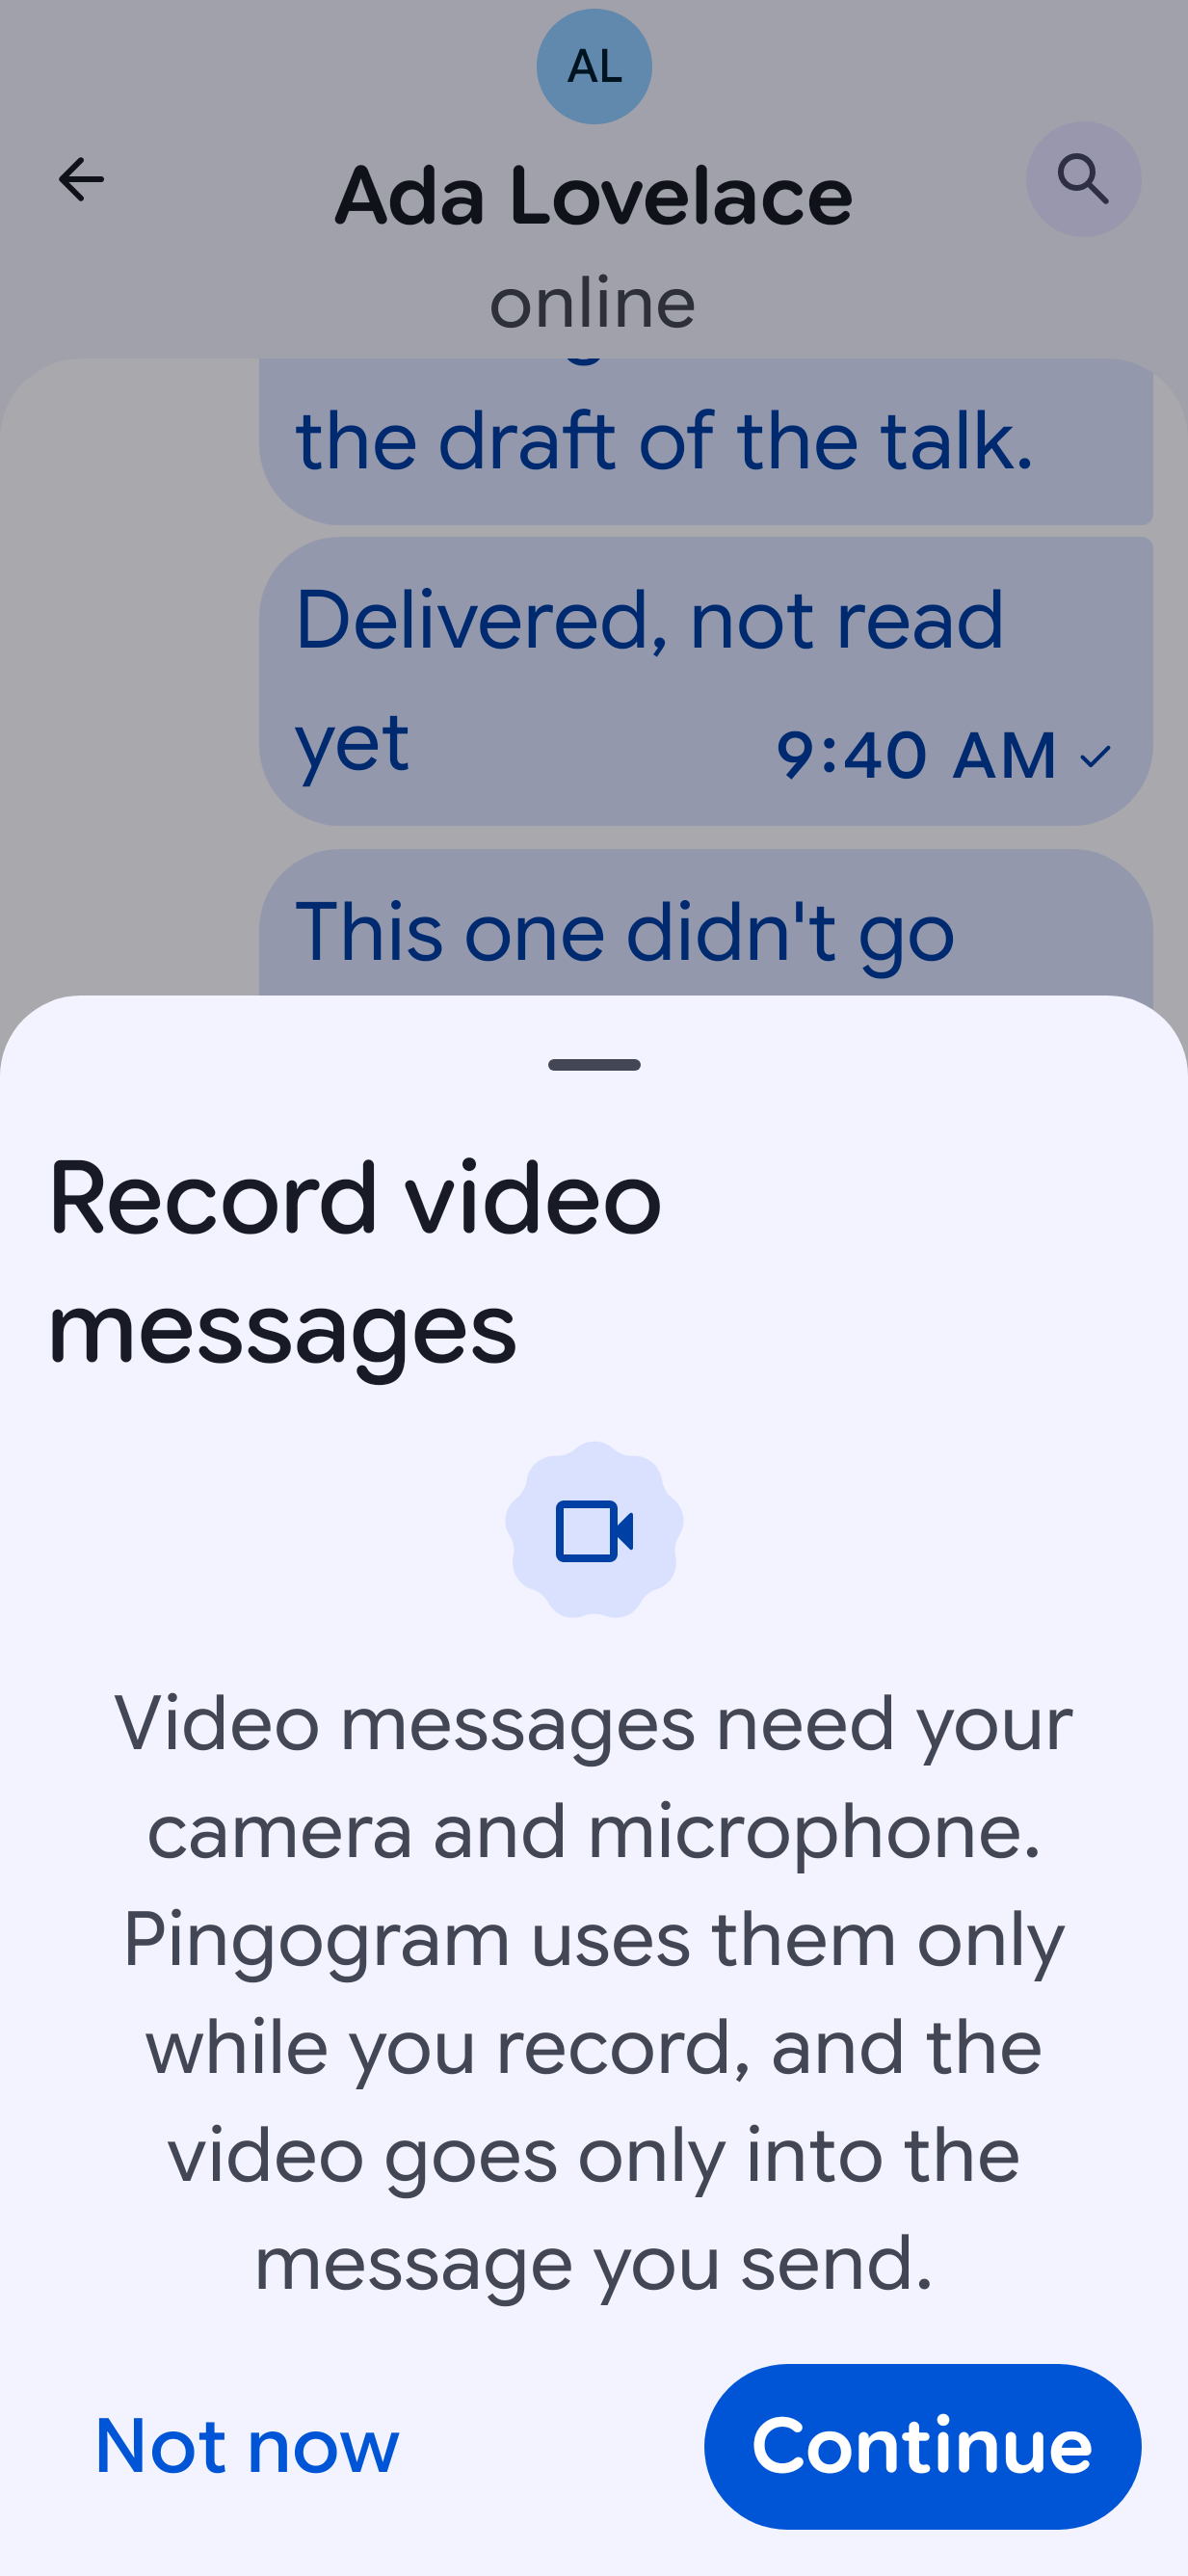 AL
Ada Lovelace
online
the draft of the talk.
Delivered, not read
yet
9:40 AM
This one didn't go
Record video
messages
Video messages need your
camera and microphone.
Pingogram uses them only
while you record, and the
video goes only into the
message you send.
Not now
Continue